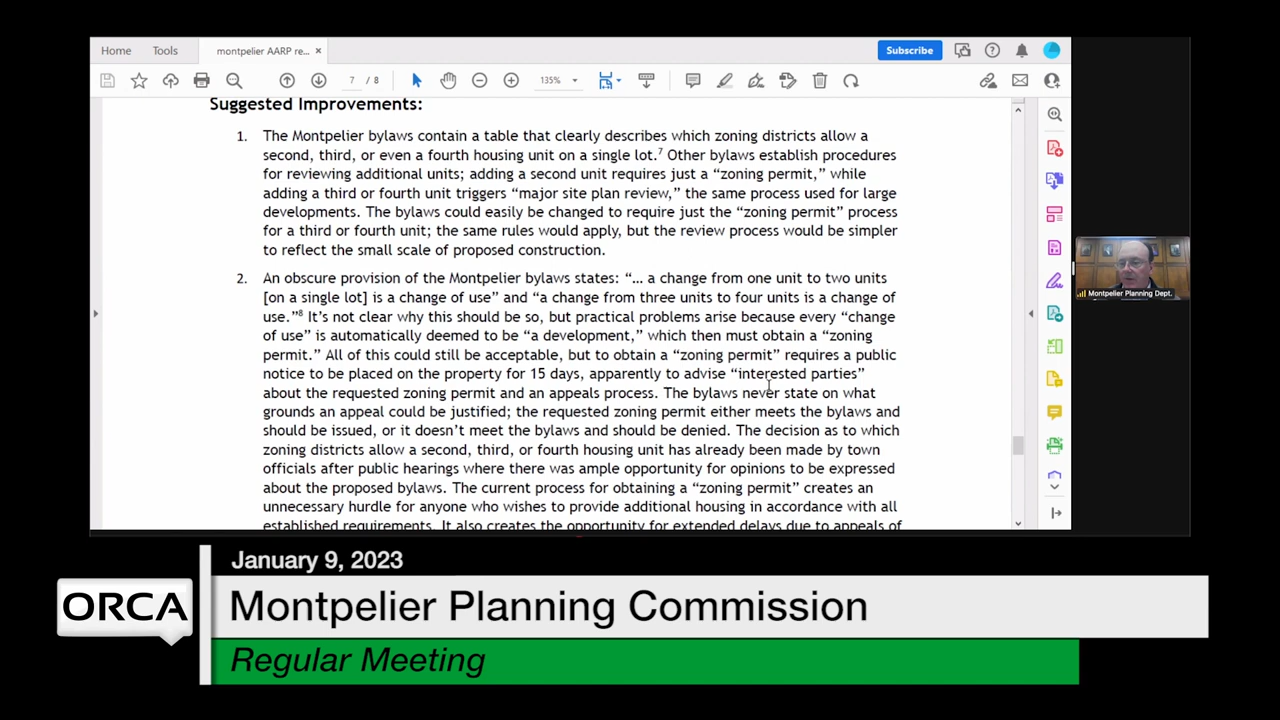 Home
Tools
montpelier AARP re... ×
Subscribe
7 / 8
135%
Suggested Improvements:
1. The Montpelier bylaws contain a table that clearly describes which zoning districts allow a
second, third, or even a fourth housing unit on a single lot.7 Other bylaws establish procedures
for reviewing additional units; adding a second unit requires just a “zoning permit,” while
adding a third or fourth unit triggers “major site plan review,” the same process used for large
developments. The bylaws could easily be changed to require just the “zoning permit” process
for a third or fourth unit; the same rules would apply, but the review process would be simpler
to reflect the small scale of proposed construction.
2. An obscure provision of the Montpelier bylaws states: “... a change from one unit to two units
[on a single lot] is a change of use” and “a change from three units to four units is a change of
use.”8 It’s not clear why this should be so, but practical problems arise because every “change
of use” is automatically deemed to be “a development,” which then must obtain a “zoning
permit.” All of this could still be acceptable, but to obtain a “zoning permit” requires a public
notice to be placed on the property for 15 days, apparently to advise “interested parties”
about the requested zoning permit and an appeals process. The bylaws never state on what
grounds an appeal could be justified; the requested zoning permit either meets the bylaws and
should be issued, or it doesn’t meet the bylaws and should be denied. The decision as to which
zoning districts allow a second, third, or fourth housing unit has already been made by town
officials after public hearings where there was ample opportunity for opinions to be expressed
about the proposed bylaws. The current process for obtaining a “zoning permit” creates an
unnecessary hurdle for anyone who wishes to provide additional housing in accordance with all
established requirements. It also creates the opportunity for extended delays due to appeals of
Montpelier Planning Dept.
January 9, 2023
ORCA
Montpelier Planning Commission
Regular Meeting